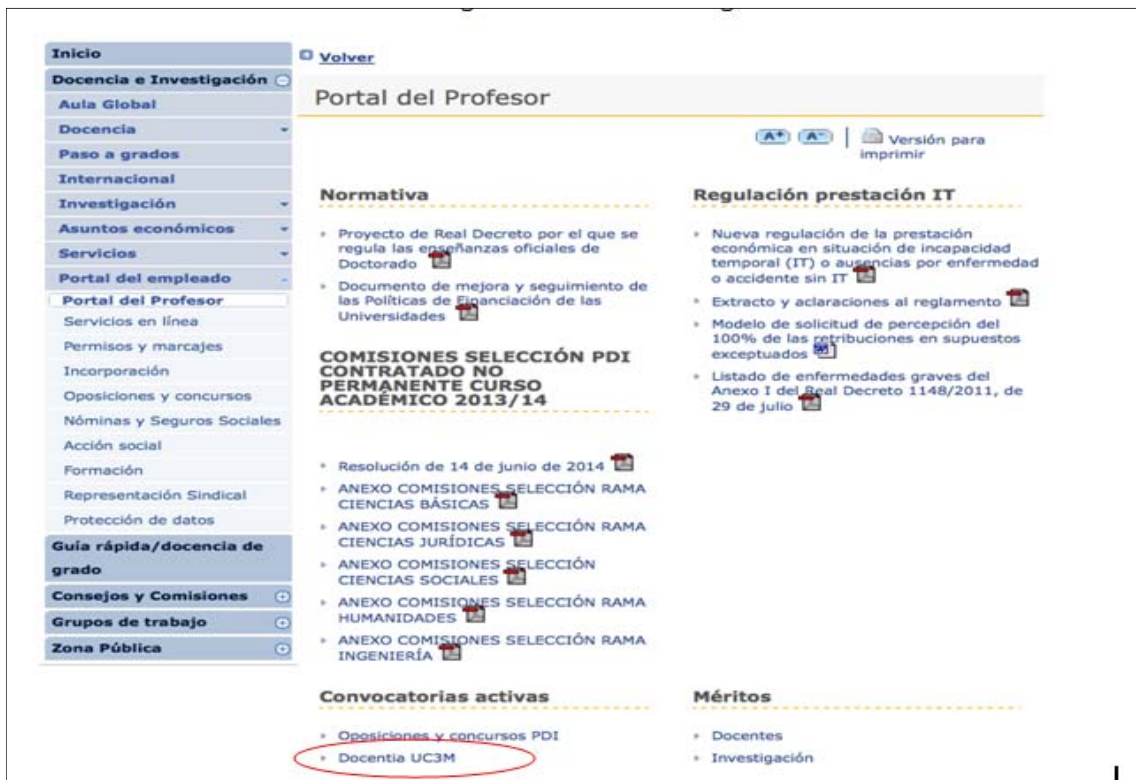 Inicio
Docencia e Investigación
Aula Global
Docencia
Paso a grados
Internacional
Investigación
Asuntos económicos
Servicios
Portal del empleado
Portal del Profesor
Servicios en línea
Permisos y marcajes
Incorporación
Oposiciones y concursos
Nóminas y Seguros Sociales
Acción social
Formación
Representación Sindical
Protección de datos
Guía rápida/docencia de
grado
Consejos y Comisiones
Grupos de trabajo
Zona Pública
Volver
Portal del Profesor
A+ A- Versión para
imprimir
Normativa
Proyecto de Real Decreto por el que se
regula las enseñanzas oficiales de
Doctorado
Documento de mejora y seguimiento de
las Políticas de Financiación de las
Universidades
COMISIONES SELECCIÓN PDI
CONTRATADO NO
PERMANENTE CURSO
ACADÉMICO 2013/14
Resolución de 14 de junio de 2014
ANEXO COMISIONES SELECCIÓN RAMA
CIENCIAS BÁSICAS
ANEXO COMISIONES SELECCIÓN RAMA
CIENCIAS JURÍDICAS
ANEXO COMISIONES SELECCIÓN
CIENCIAS SOCIALES
ANEXO COMISIONES SELECCIÓN RAMA
HUMANIDADES
ANEXO COMISIONES SELECCIÓN RAMA
INGENIERÍA
Regulación prestación IT
Nueva regulación de la prestación
económica en situación de incapacidad
temporal (IT) o ausencias por enfermedad
o accidente sin IT
Extracto y aclaraciones al reglamento
Modelo de solicitud de percepción del
100% de las retribuciones en supuestos
exceptuados
Listado de enfermedades graves del
Anexo I del Real Decreto 1148/2011, de
29 de julio
Convocatorias activas
Oposiciones y concursos PDI
Docentia UC3M
Méritos
Docentes
Investigación